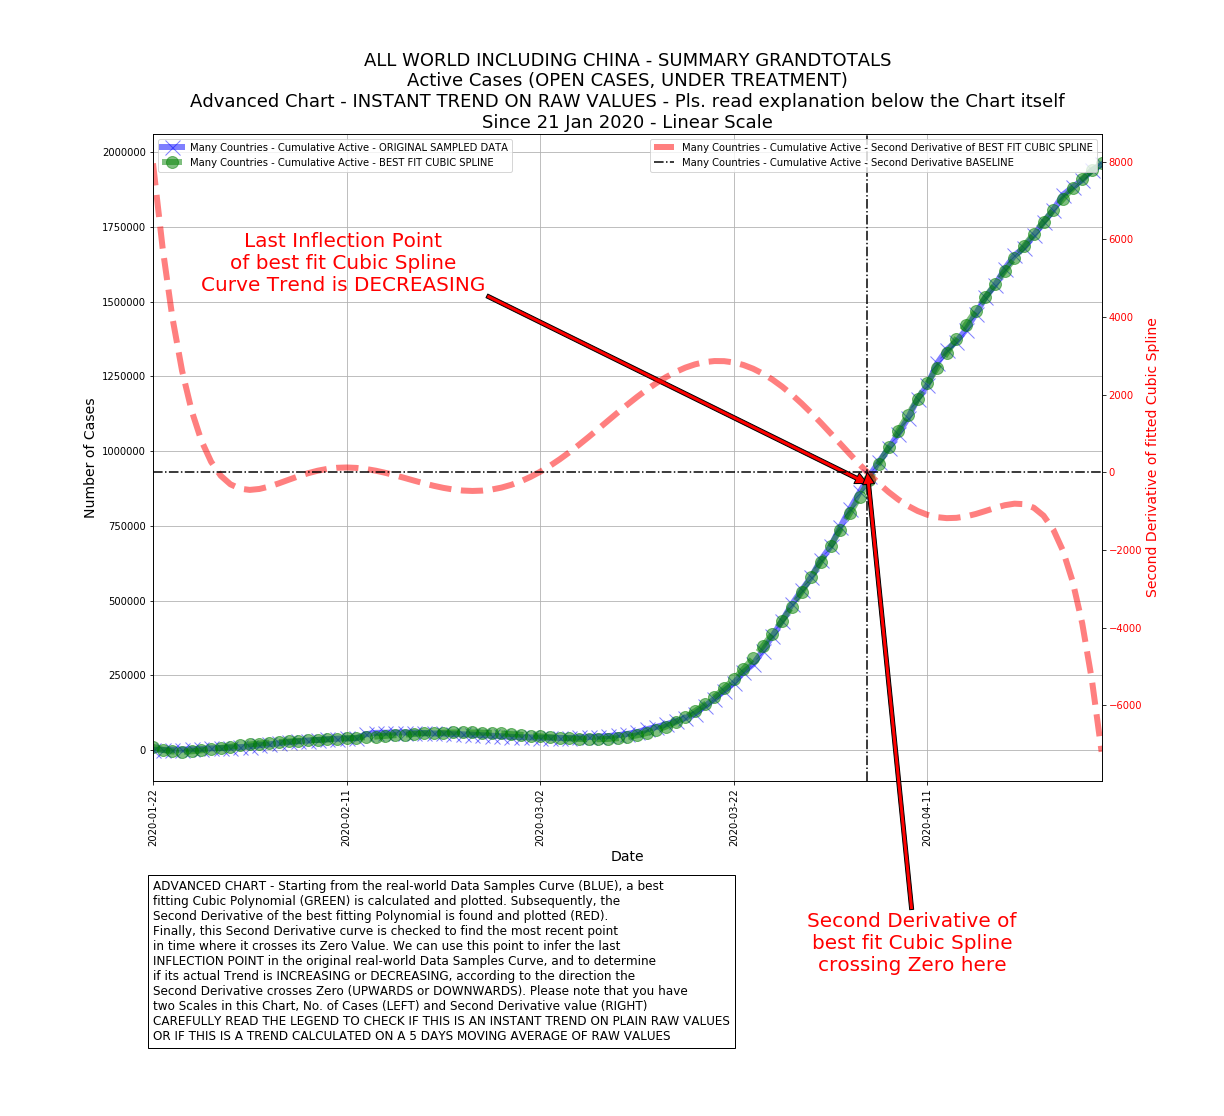 ALL WORLD INCLUDING CHINA - SUMMARY GRANDTOTALS
Active Cases (OPEN CASES, UNDER TREATMENT)
Advanced Chart - INSTANT TREND ON RAW VALUES - Pls. read explanation below the Chart itself
Since 21 Jan 2020 - Linear Scale
Many Countries - Cumulative Active - ORIGINAL SAMPLED DATA
Many Countries - Cumulative Active - BEST FIT CUBIC SPLINE
Many Countries - Cumulative Active - Second Derivative of BEST FIT CUBIC SPLINE
Many Countries - Cumulative Active - Second Derivative BASELINE
Last Inflection Point
of best fit Cubic Spline
Curve Trend is DECREASING
Number of Cases
2000000
1750000
1500000
1250000
1000000
750000
500000
250000
0
8000
6000
4000
2000
0
−2000
−4000
−6000
Second Derivative of fitted Cubic Spline
2020-01-22
2020-02-11
2020-03-02
2020-03-22
2020-04-11
Date
Second Derivative of
best fit Cubic Spline
crossing Zero here
ADVANCED CHART - Starting from the real-world Data Samples Curve (BLUE), a best
fitting Cubic Polynomial (GREEN) is calculated and plotted. Subsequently, the
Second Derivative of the best fitting Polynomial is found and plotted (RED).
Finally, this Second Derivative curve is checked to find the most recent point
in time where it crosses its Zero Value. We can use this point to infer the last
INFLECTION POINT in the original real-world Data Samples Curve, and to determine
if its actual Trend is INCREASING or DECREASING, according to the direction the
Second Derivative crosses Zero (UPWARDS or DOWNWARDS). Please note that you have
two Scales in this Chart, No. of Cases (LEFT) and Second Derivative value (RIGHT)
CAREFULLY READ THE LEGEND TO CHECK IF THIS IS AN INSTANT TREND ON PLAIN RAW VALUES
OR IF THIS IS A TREND CALCULATED ON A 5 DAYS MOVING AVERAGE OF RAW VALUES